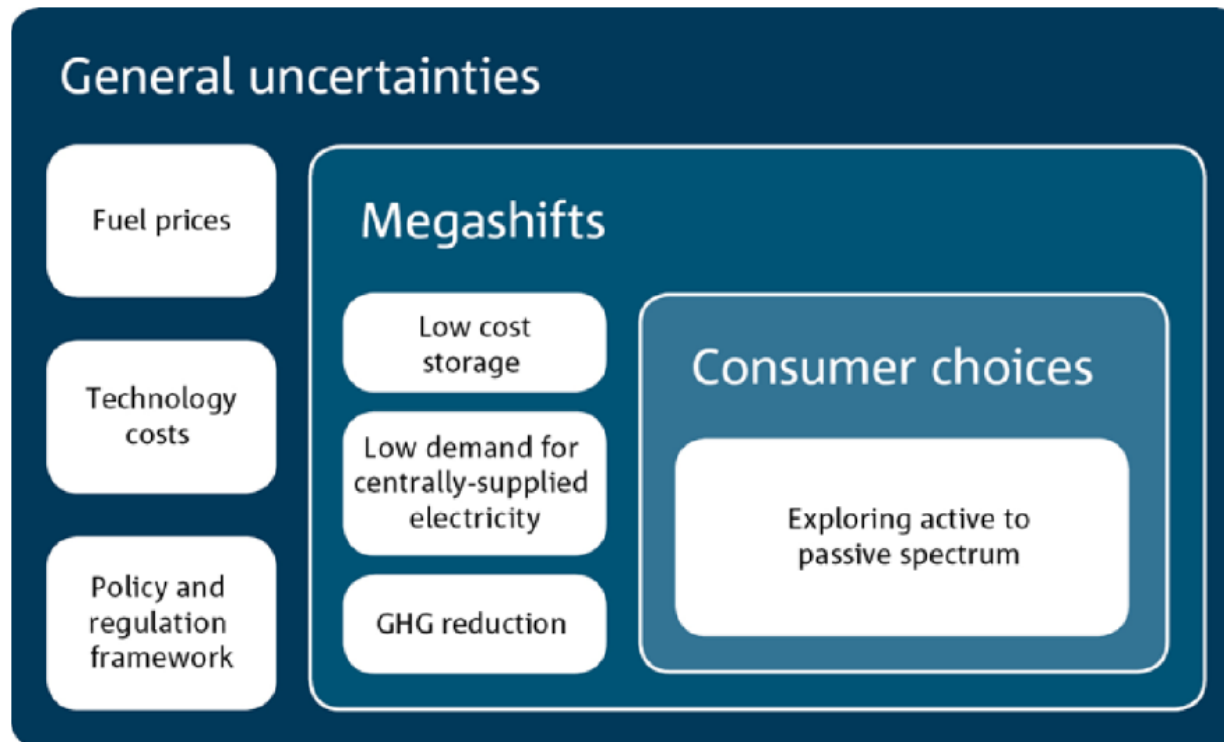 General uncertainties
Fuel prices
Technology
costs
Policy and
regulation
framework
Megashifts
Low cost
storage
Low demand for
centrally-supplied
electricity
GHG reduction
Consumer choices
Exploring active to
passive spectrum